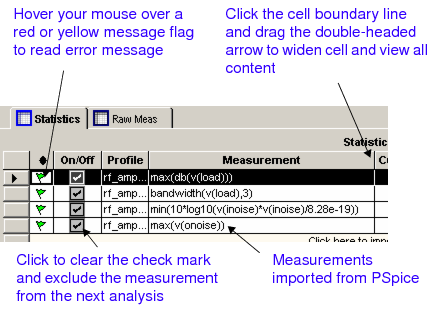 Hover your mouse over a
red or yellow message flag
to read error message
Click the cell boundary line
and drag the double-headed
arrow to widen cell and view all
content
Statistics Raw Meas
Statistic
On/Off Profile Measurement Cu
rf_amp... max(db(v(load)))
rf_amp... bandwidth(v(load),3)
rf_amp... min(10*log10(v(inoise)*v(inoise)/8.28e-19))
rf_amp... max(v(onoise))
Click here to impo
Click to clear the check mark
and exclude the measurement
from the next analysis
Measurements
imported from PSpice